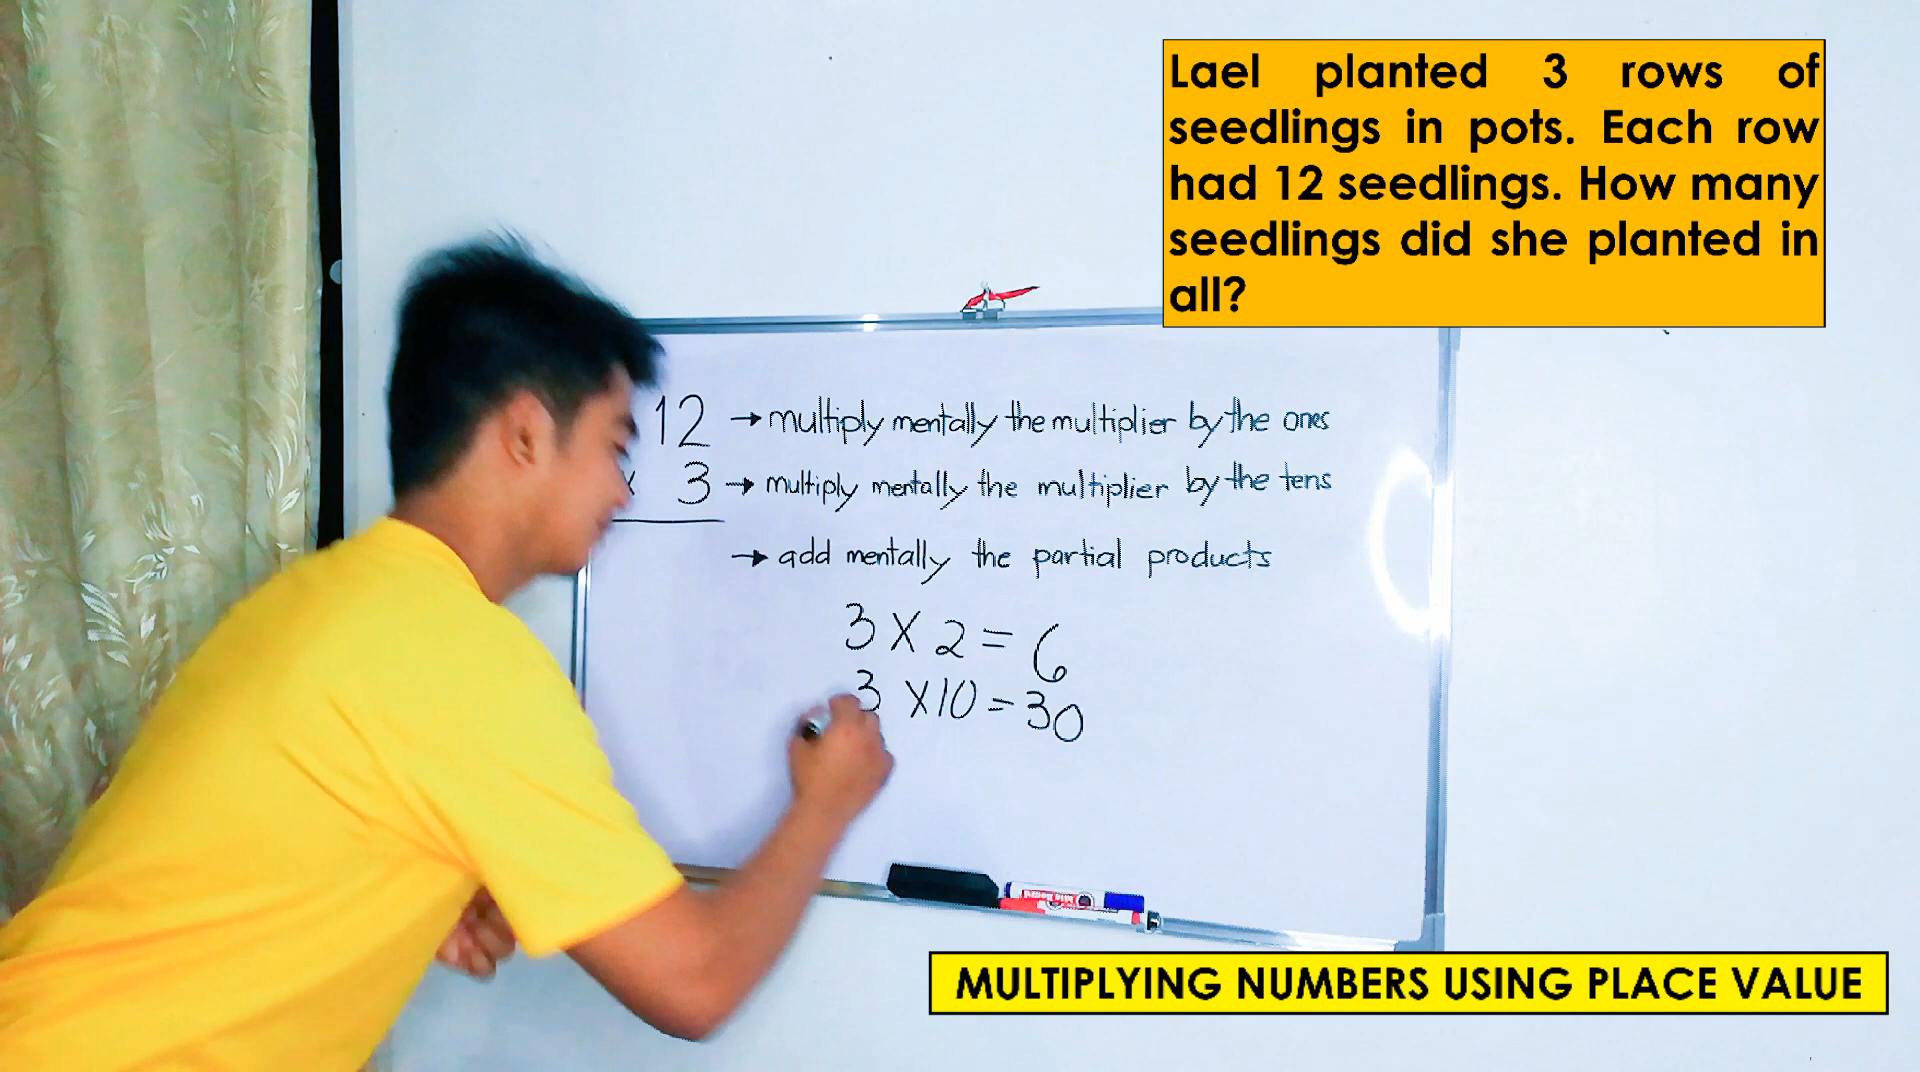 Lael planted 3 rows of
seedlings in pots. Each row
had 12 seedlings. How many
seedlings did she planted in
all?
12 → multiply mentally the multiplier by the ones
x 3 → multiply mentally the multiplier by the tens
→ add mentally the partial products
3 X 2 = 6
3 X 10 = 30
MULTIPLYING NUMBERS USING PLACE VALUE